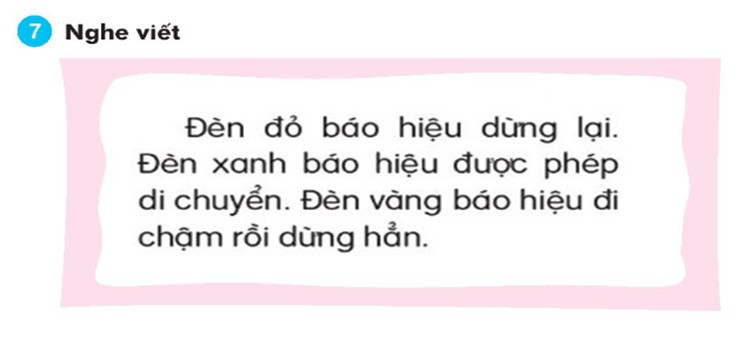 7 Nghe viết
Đèn đỏ báo hiệu dừng lại.
Đèn xanh báo hiệu được phép
di chuyển. Đèn vàng báo hiệu đi
chậm rồi dừng hẳn.